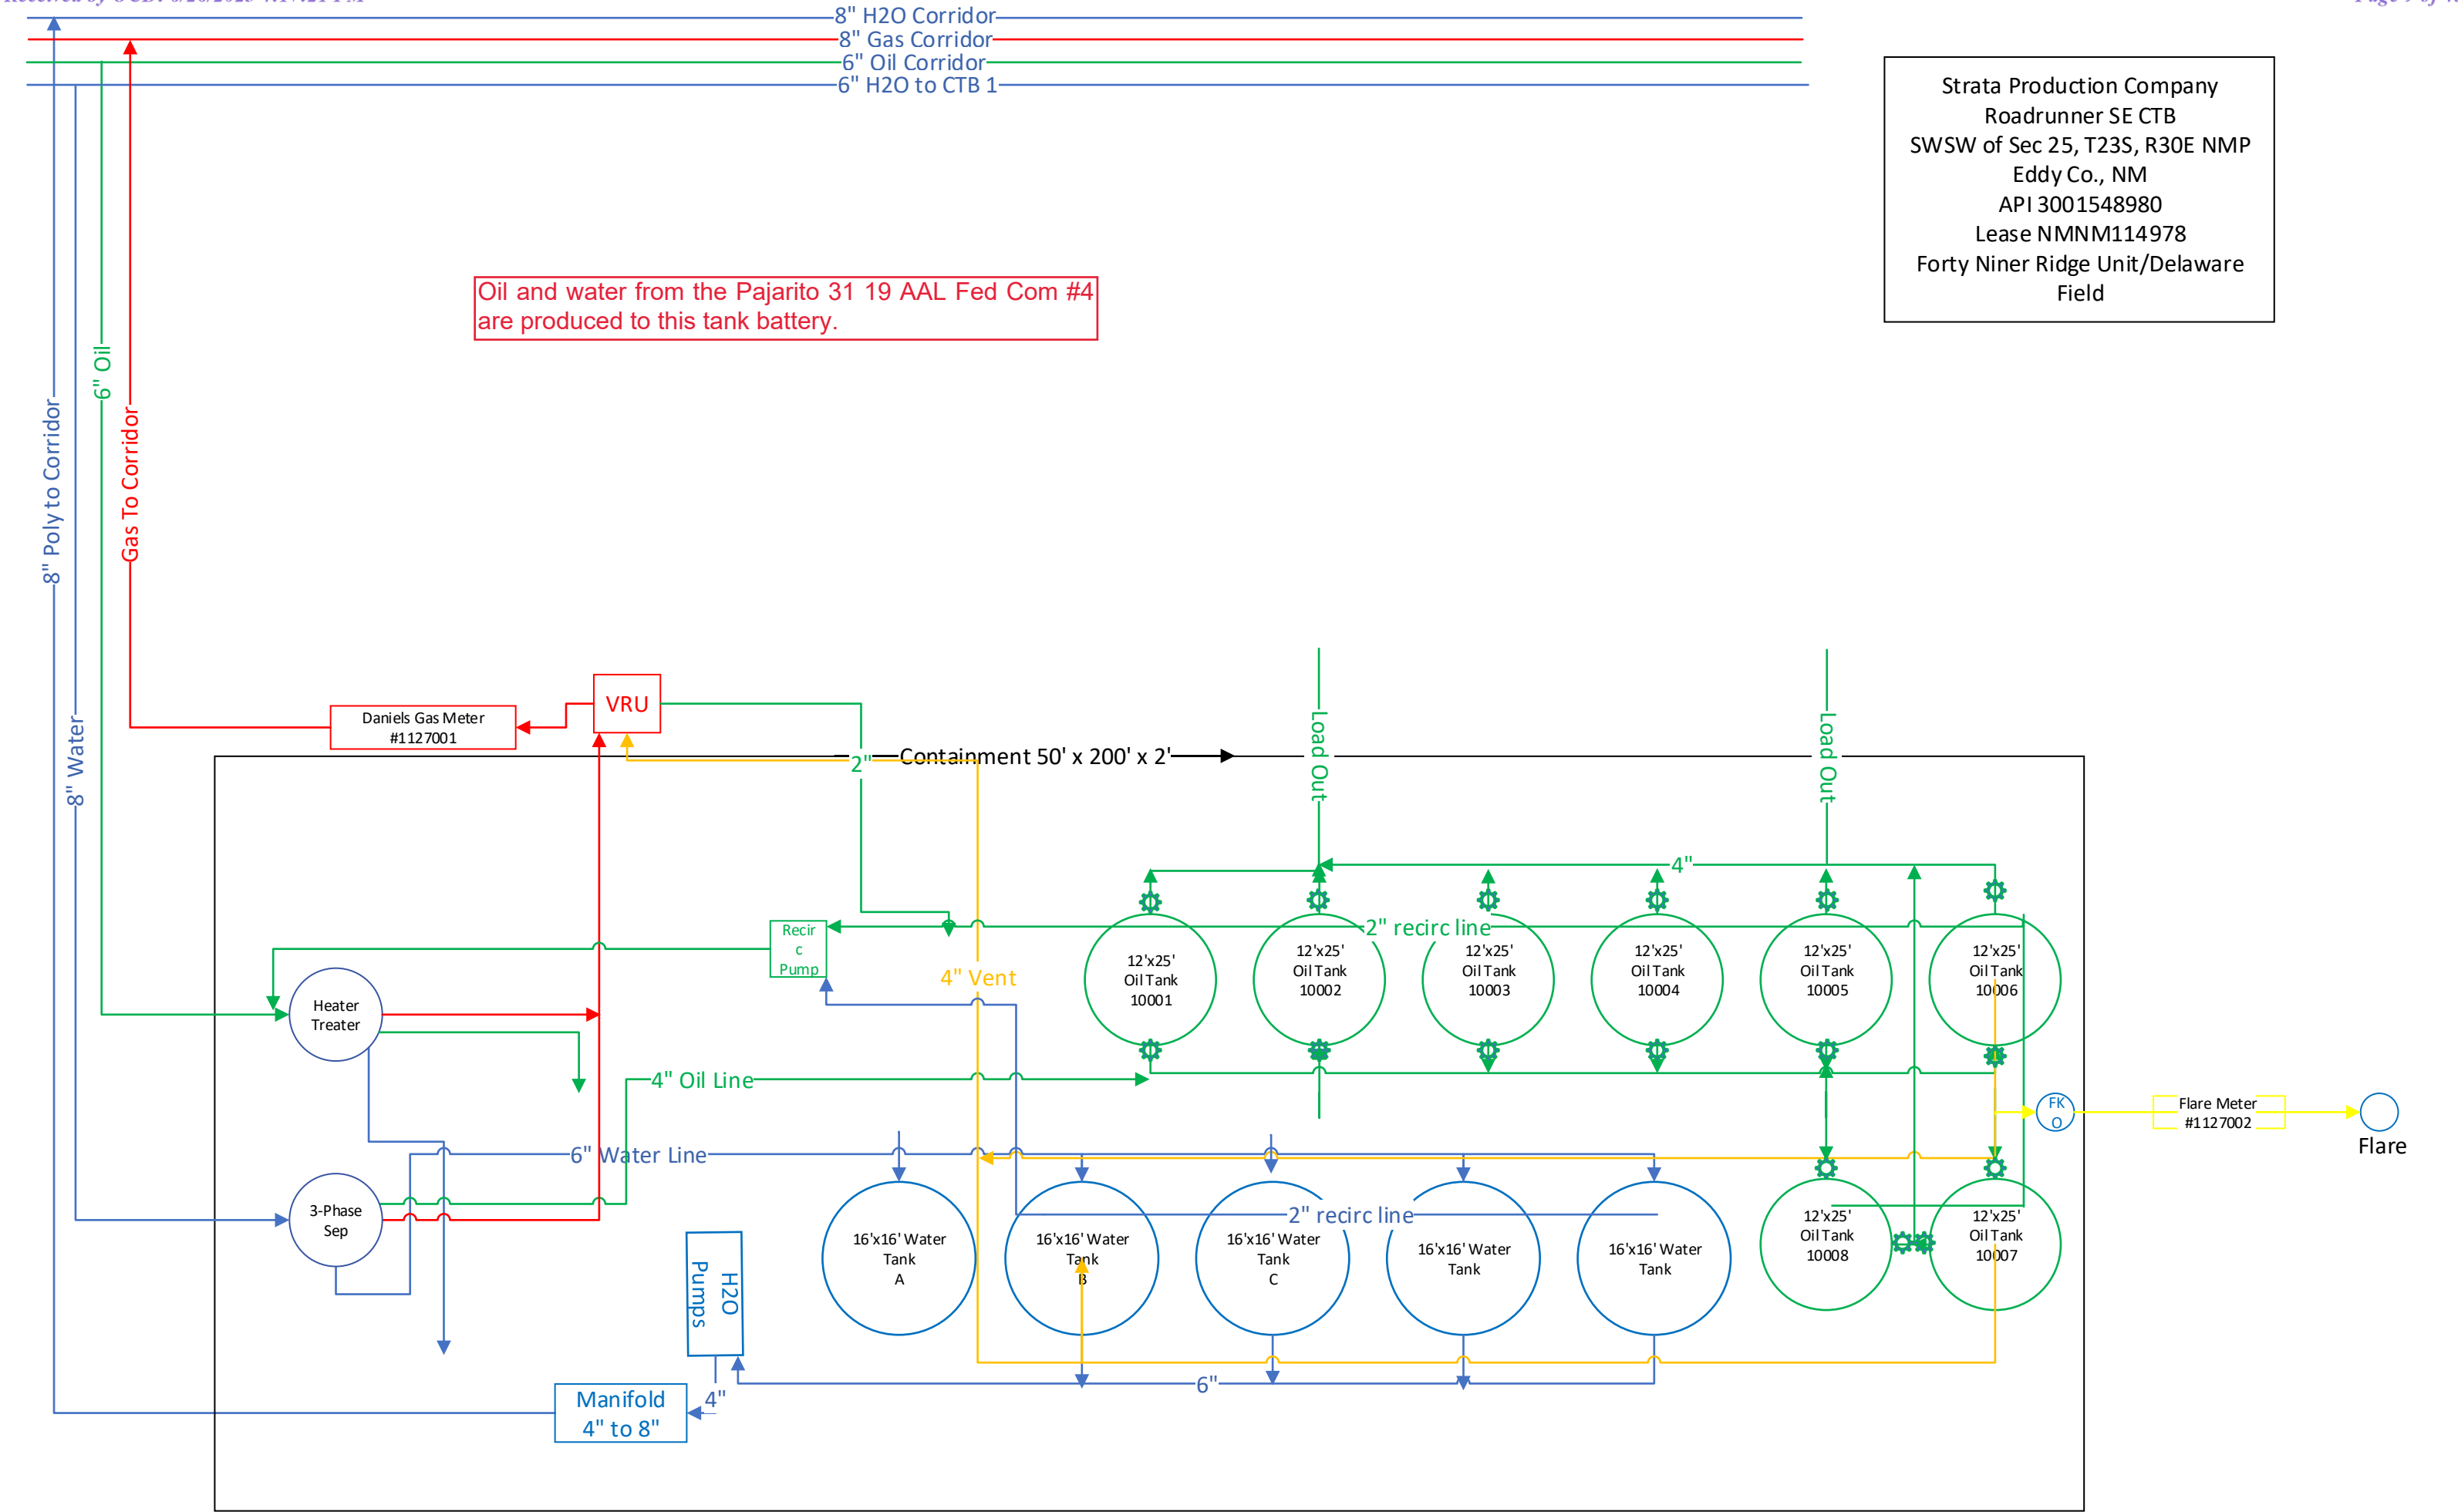 8" H2O Corridor
8" Gas Corridor
6" Oil Corridor
6" H2O to CTB 1
Strata Production Company
Roadrunner SE CTB
SWSW of Sec 25, T23S, R30E NMP
Eddy Co., NM
API 3001548980
Lease NMNM114978
Forty Niner Ridge Unit/Delaware
Field
Oil and water from the Pajarito 31 19 AAL Fed Com #4
are produced to this tank battery.
8" Poly to Corridor
8" Water
6" Oil
Gas To Corridor
VRU
Daniels Gas Meter
#1127001
2"
Containment 50' x 200' x 2'
Load Out
Load Out
4"
Recir
c
Pump
2" recirc line
4" Vent
12'x25'
Oil Tank
10001
12'x25'
Oil Tank
10002
12'x25'
Oil Tank
10003
12'x25'
Oil Tank
10004
12'x25'
Oil Tank
10005
12'x25'
Oil Tank
10006
Heater
Treater
4" Oil Line
FK
O
Flare Meter
#1127002
Flare
6" Water Line
3-Phase
Sep
2" recirc line
16'x16' Water
Tank
A
16'x16' Water
Tank
B
16'x16' Water
Tank
C
16'x16' Water
Tank
16'x16' Water
Tank
12'x25'
Oil Tank
10008
12'x25'
Oil Tank
10007
H2O
Pumps
6"
4"
Manifold
4" to 8"